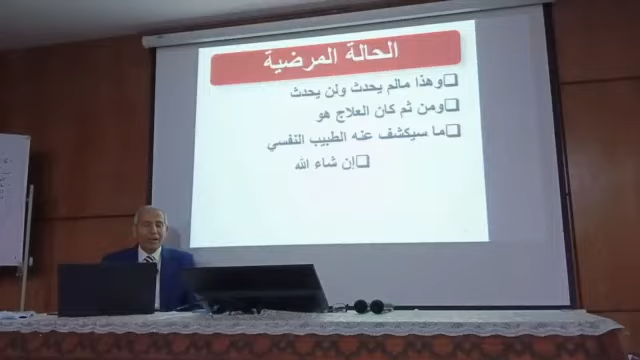 الحالة المرضية
وهذا مالم يحدث ولن يحدث
ومن ثم كان العلاج هو
ما سيكشف عنه الطبيب النفسي
إن شاء الله